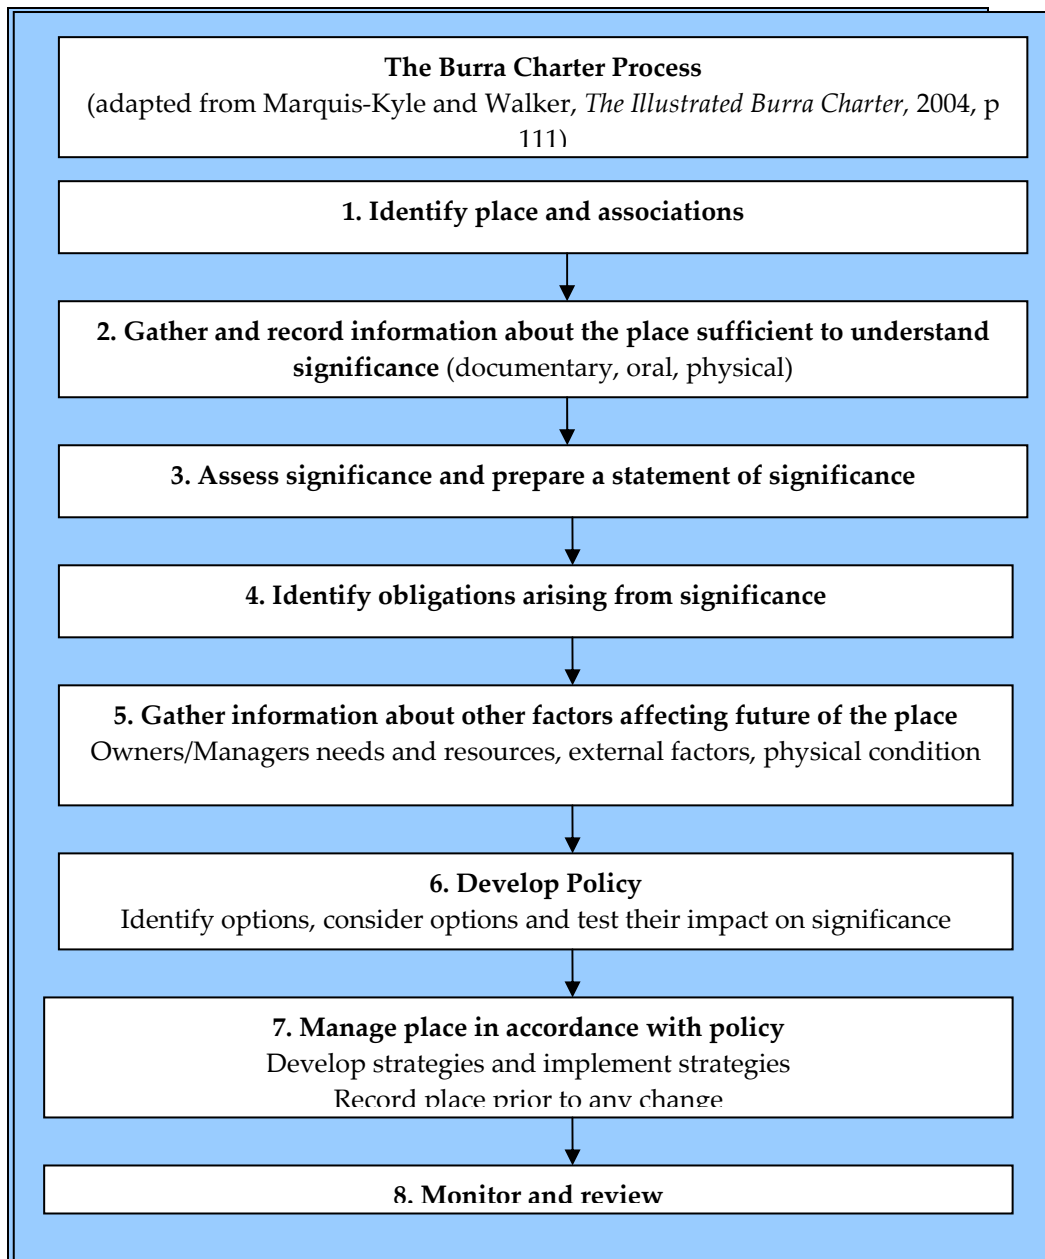 The Burra Charter Process
(adapted from Marquis-Kyle and Walker, The Illustrated Burra Charter, 2004, p
111)
1. Identify place and associations
2. Gather and record information about the place sufficient to understand
significance (documentary, oral, physical)
3. Assess significance and prepare a statement of significance
4. Identify obligations arising from significance
5. Gather information about other factors affecting future of the place
Owners/Managers needs and resources, external factors, physical condition
6. Develop Policy
Identify options, consider options and test their impact on significance
7. Manage place in accordance with policy
Develop strategies and implement strategies
Record place prior to any change
8. Monitor and review